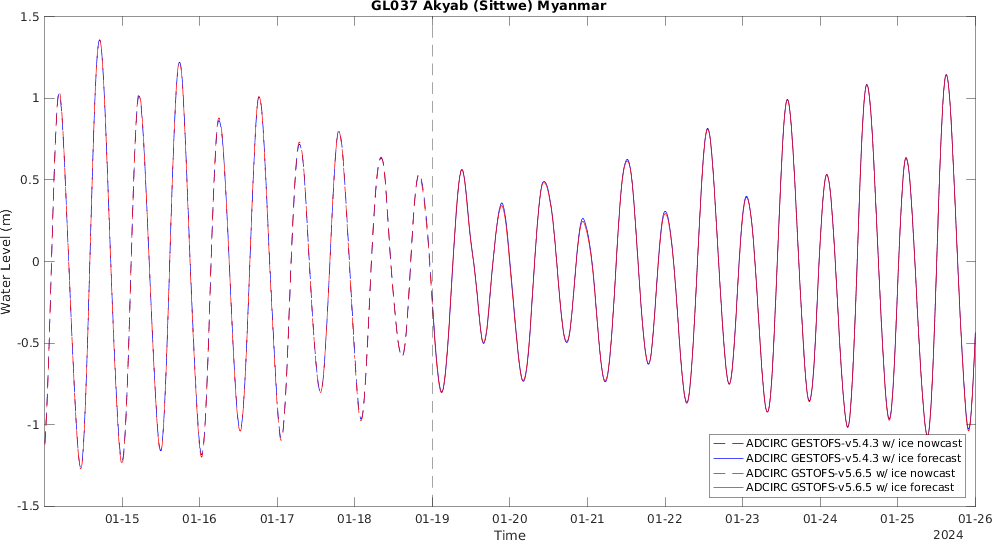 GL037 Akyab (Sittwe) Myanmar
1.5
1
0.5
0
-0.5
-1
-1.5
Water Level (m)
01-15 01-16 01-17 01-18 01-19 01-20 01-21 01-22 01-23 01-24 01-25 01-26
Time
2024
ADCIRC GESTOFS-v5.4.3 w/ ice nowcast
ADCIRC GESTOFS-v5.4.3 w/ ice forecast
ADCIRC GSTOFS-v5.6.5 w/ ice nowcast
ADCIRC GSTOFS-v5.6.5 w/ ice forecast